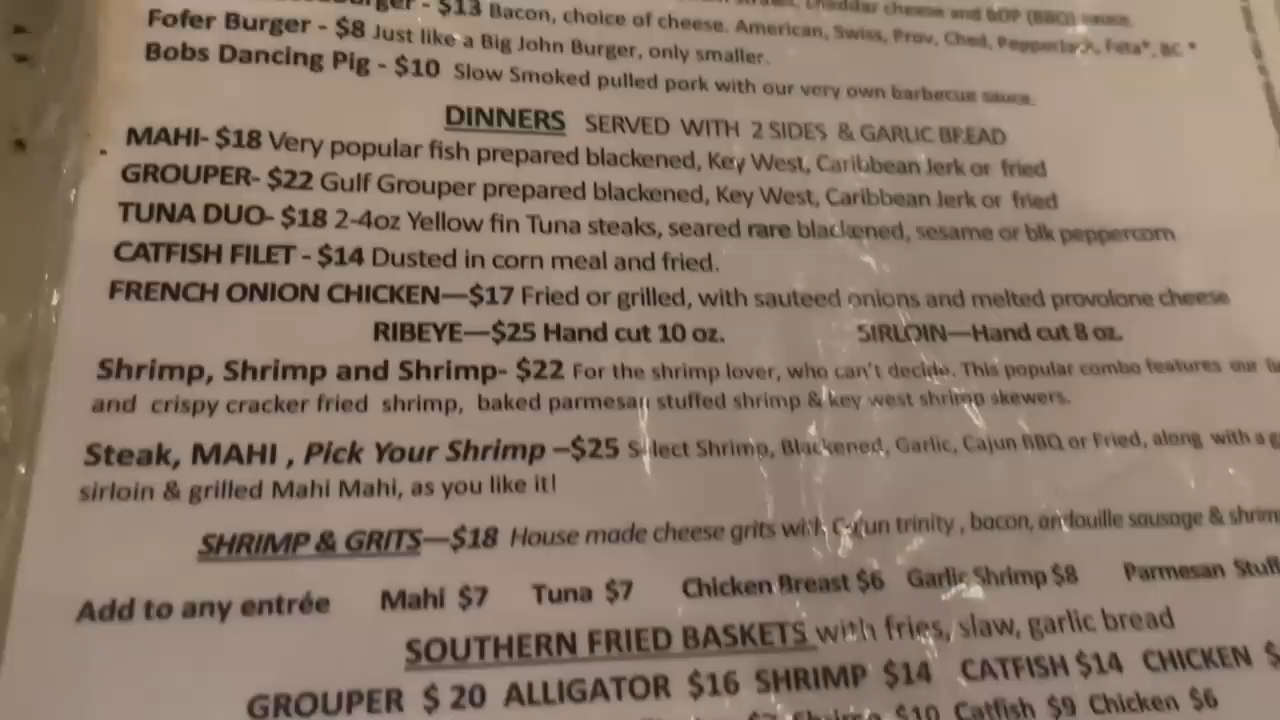 - $13 Bacon, choice of cheese. American, Swiss, Prov, Ched, Pepperjack, Feta*, BC *
cheddar cheese and BOP (BBQ) sauce.
Fofer Burger - $8 Just like a Big John Burger, only smaller.
Bobs Dancing Pig - $10 Slow Smoked pulled pork with our very own barbecue sauce.
DINNERS SERVED WITH 2 SIDES & GARLIC BREAD
MAHI- $18 Very popular fish prepared blackened, Key West, Caribbean Jerk or fried
GROUPER- $22 Gulf Grouper prepared blackened, Key West, Caribbean Jerk or fried
TUNA DUO- $18 2-4oz Yellow fin Tuna steaks, seared rare blackened, sesame or blk peppercorn
CATFISH FILET - $14 Dusted in corn meal and fried.
FRENCH ONION CHICKEN—$17 Fried or grilled, with sauteed onions and melted provolone cheese
RIBEYE—$25 Hand cut 10 oz. SIRLOIN—Hand cut 8 oz.
Shrimp, Shrimp and Shrimp- $22 For the shrimp lover, who can't decide. This popular combo features our
and crispy cracker fried shrimp, baked parmesan stuffed shrimp & key west shrimp skewers.
Steak, MAHI , Pick Your Shrimp –$25 Select Shrimp, Blackened, Garlic, Cajun BBQ or Fried, along with a
sirloin & grilled Mahi Mahi, as you like it!
SHRIMP & GRITS—$18 House made cheese grits with Cajun trinity , bacon, andouille sausage & shrim
Add to any entrée Mahi $7 Tuna $7 Chicken Breast $6 Garlic Shrimp $8 Parmesan Stuff
SOUTHERN FRIED BASKETS with fries, slaw, garlic bread
GROUPER $ 20 ALLIGATOR $16 SHRIMP $14 CATFISH $14 CHICKEN $
Shrimp $10 Catfish $9 Chicken $6